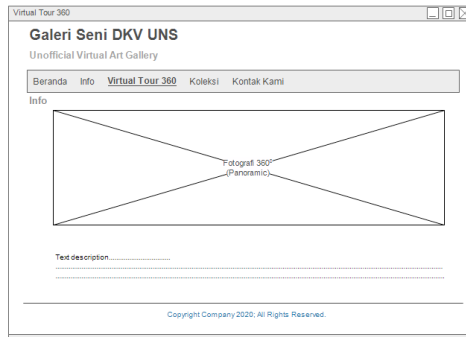 Virtual Tour 360
Galeri Seni DKV UNS
Unofficial Virtual Art Gallery
Beranda Info Virtual Tour 360 Koleksi Kontak Kami
Info
Fotografi 360°
(Panoramic)
Text description................................
Copyright Company 2020; All Rights Reserved.